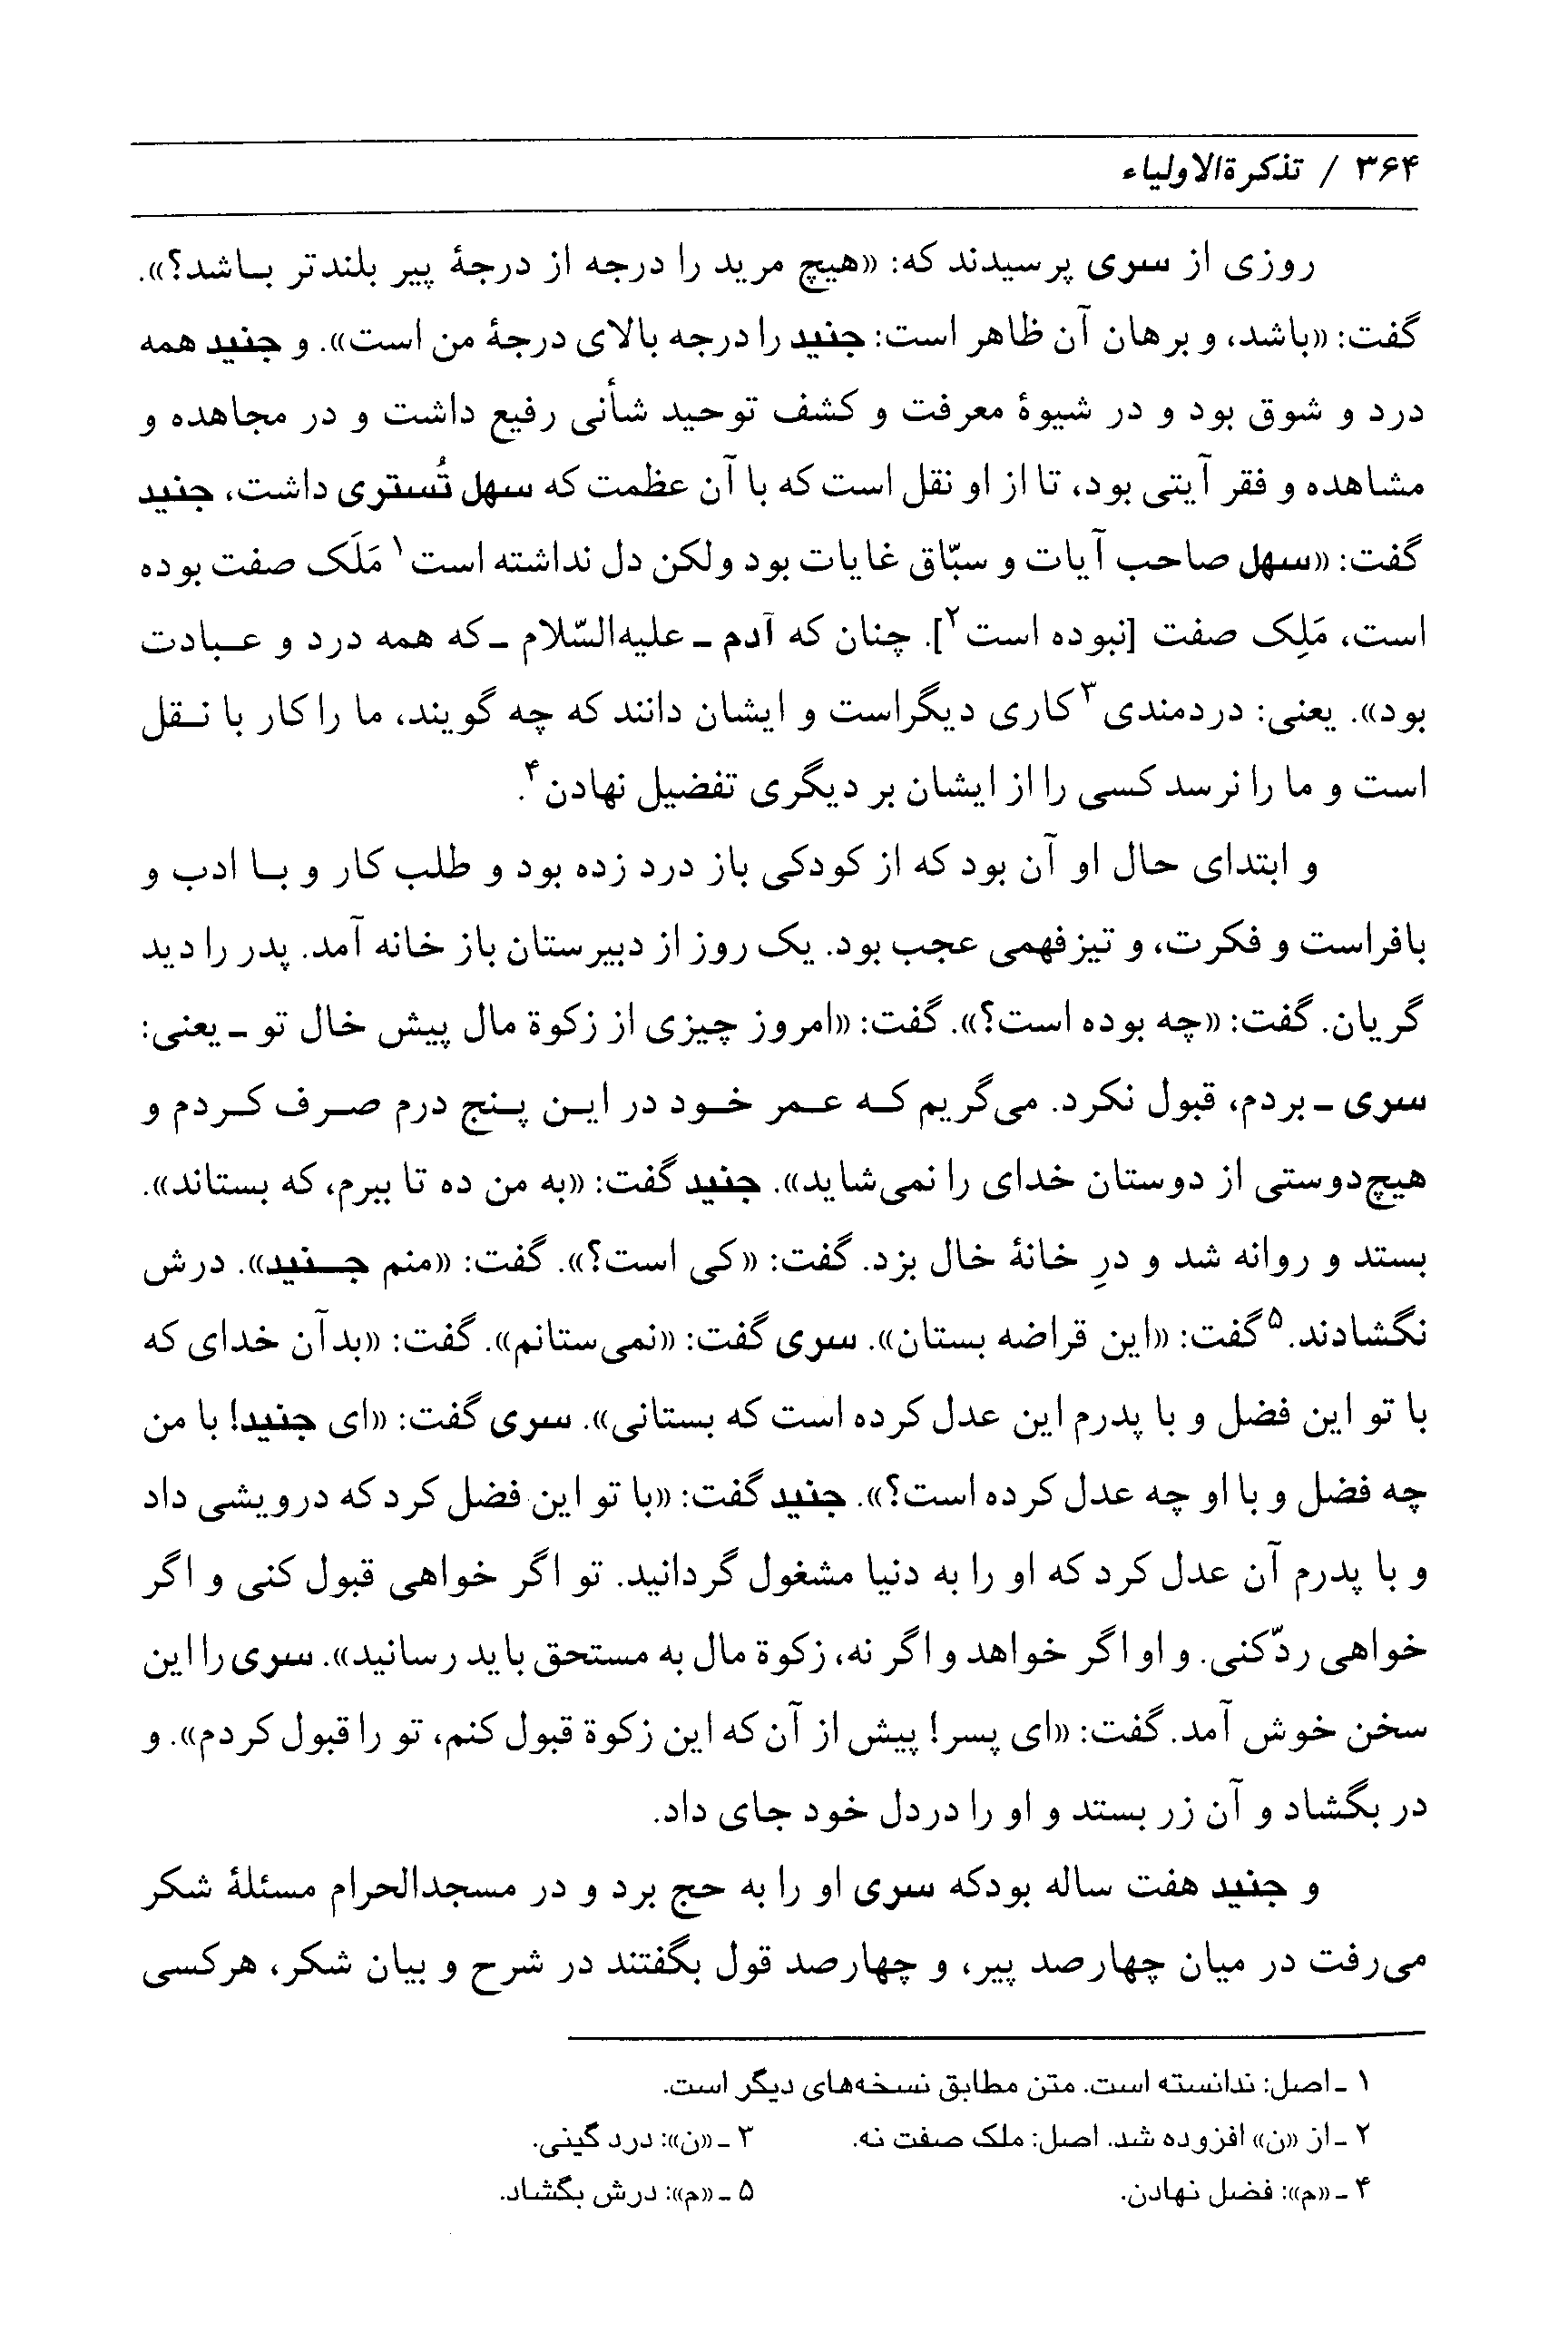 ۳۶۴ / تذکرةالاولیاء
روزی از سری پرسیدند که: «هیچ مرید را درجه از درجهٔ پیر بلندتر باشد؟».
گفت: «باشد، و برهان آن ظاهر است: جنید را درجه بالای درجهٔ من است». و جنید همه
درد و شوق بود و در شیوهٔ معرفت و کشف توحید شأنی رفیع داشت و در مجاهده و
مشاهده و فقر آیتی بود، تا از او نقل است که با آن عظمت که سهل تُستری داشت، جنید
گفت: «سهل صاحب آیات و سبّاق غایات بود ولکن دل نداشته است۱ مَلَک صفت بوده
است، مَلِک صفت [نبوده است۲]. چنان که آدم ـ علیه‌السّلام ـ که همه درد و عبادت
بود». یعنی: دردمندی۳ کاری دیگراست و ایشان دانند که چه گویند، ما را کار با نقل
است و ما را نرسد کسی را از ایشان بر دیگری تفضیل نهادن۴.
و ابتدای حال او آن بود که از کودکی باز درد زده بود و طلب کار و با ادب و
بافراست و فکرت، و تیزفهمی عجب بود. یک روز از دبیرستان باز خانه آمد. پدر را دید
گریان. گفت: «چه بوده است؟». گفت: «امروز چیزی از زکوة مال پیش خال تو ـ یعنی:
سری ـ بردم، قبول نکرد. می‌گریم که عمر خود در این پنج درم صرف کردم و
هیچ‌دوستی از دوستان خدای را نمی‌شاید». جنید گفت: «به من ده تا ببرم، که بستاند».
بستد و روانه شد و درِ خانهٔ خال بزد. گفت: «کی است؟». گفت: «منم جنید». درش
نگشادند.۵ گفت: «این قراضه بستان». سری گفت: «نمی‌ستانم». گفت: «بدآن خدای که
با تو این فضل و با پدرم این عدل کرده است که بستانی». سری گفت: «ای جنید! با من
چه فضل و با او چه عدل کرده است؟». جنید گفت: «با تو این فضل کرد که درویشی داد
و با پدرم آن عدل کرد که او را به دنیا مشغول گردانید. تو اگر خواهی قبول کنی و اگر
خواهی ردّکنی. و او اگر خواهد و اگر نه، زکوة مال به مستحق باید رسانید». سری را این
سخن خوش آمد. گفت: «ای پسر! پیش از آن که این زکوة قبول کنم، تو را قبول کردم». و
در بگشاد و آن زر بستد و او را دردل خود جای داد.
و جنید هفت ساله بودکه سری او را به حج برد و در مسجدالحرام مسئلهٔ شکر
می‌رفت در میان چهارصد پیر، و چهارصد قول بگفتند در شرح و بیان شکر، هرکسی
۱ ـ اصل: ندانسته است. متن مطابق نسخه‌های دیگر است.
۲ ـ از «ن» افزوده شد. اصل: ملک صفت نه. ۳ ـ «ن»: درد گینی.
۴ ـ «م»: فضل نهادن. ۵ ـ «م»: درش بگشاد.